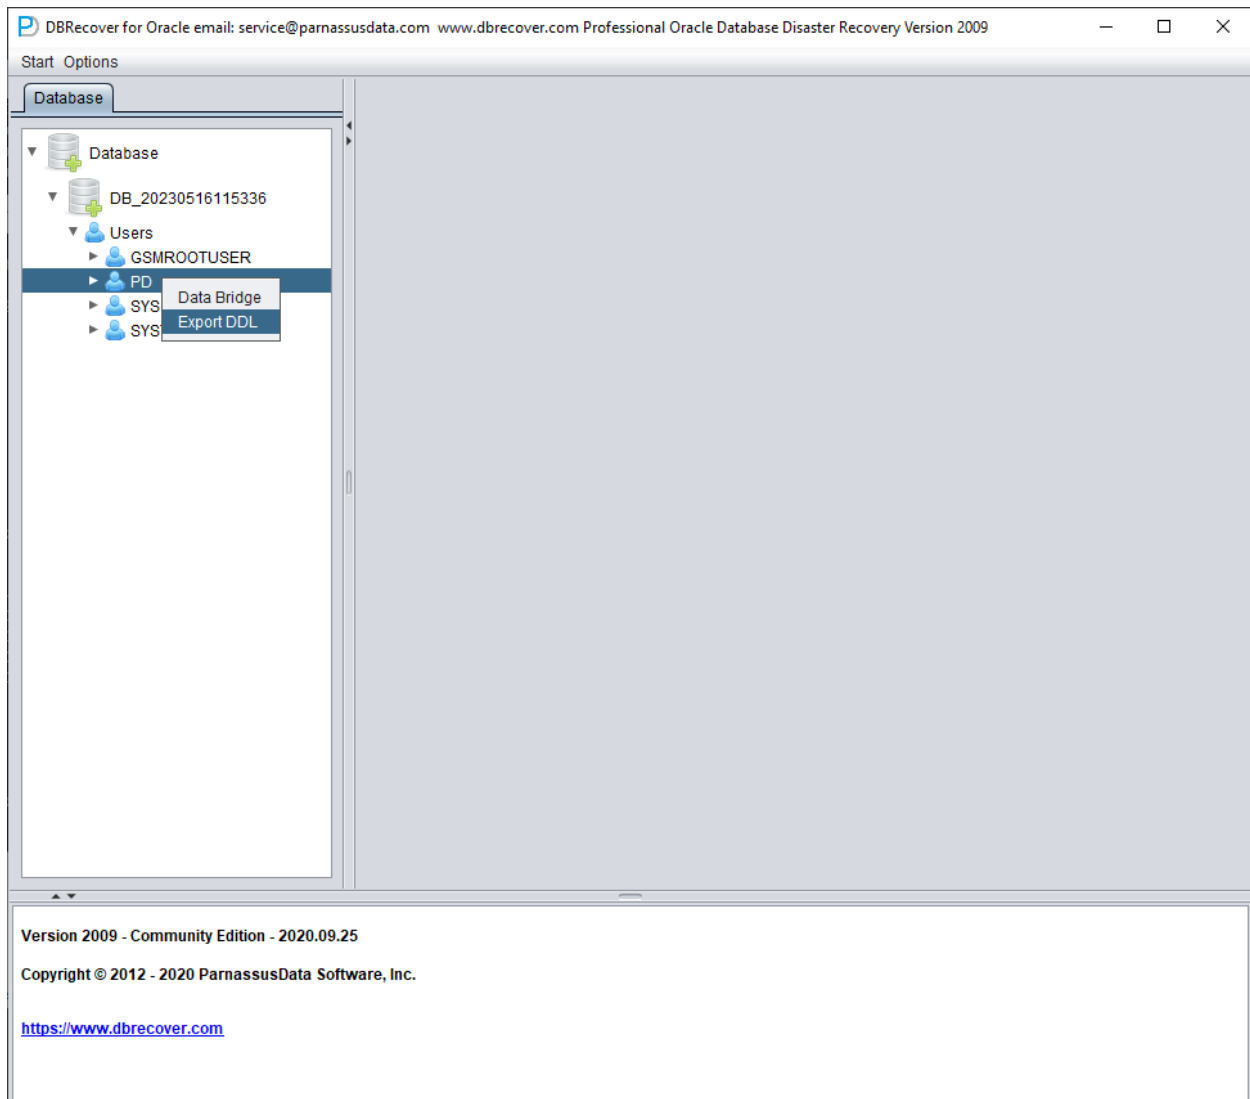 DBRecover for Oracle email: service@parnassusdata.com www.dbrecover.com Professional Oracle Database Disaster Recovery Version 2009
Start Options
Database
Database
DB_20230516115336
Users
GSMROOTUSER
PD
Data Bridge
SYS
Export DDL
SYS
Version 2009 - Community Edition - 2020.09.25
Copyright © 2012 - 2020 ParnassusData Software, Inc.
https://www.dbrecover.com